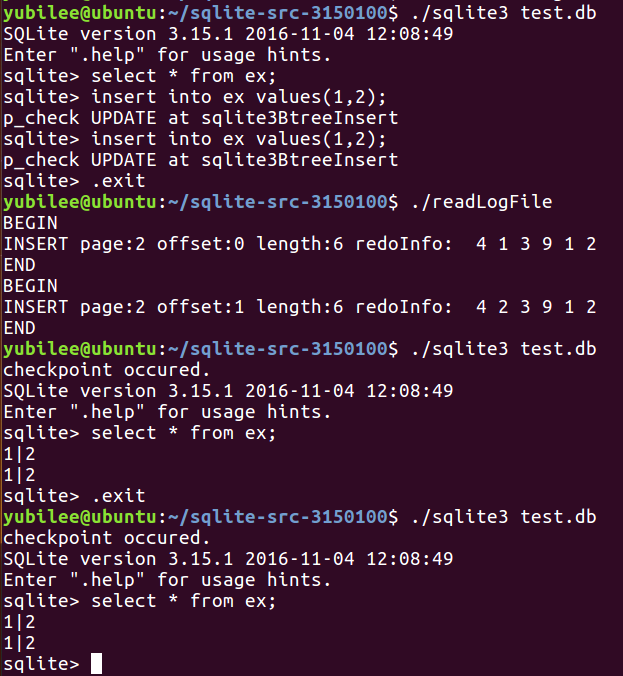 yubilee@ubuntu:~/sqlite-src-3150100$ ./sqlite3 test.db
SQLite version 3.15.1 2016-11-04 12:08:49
Enter ".help" for usage hints.
sqlite> select * from ex;
sqlite> insert into ex values(1,2);
p_check UPDATE at sqlite3BtreeInsert
sqlite> insert into ex values(1,2);
p_check UPDATE at sqlite3BtreeInsert
sqlite> .exit
yubilee@ubuntu:~/sqlite-src-3150100$ ./readLogFile
BEGIN
INSERT page:2 offset:0 length:6 redoInfo:  4 1 3 9 1 2
END
BEGIN
INSERT page:2 offset:1 length:6 redoInfo:  4 2 3 9 1 2
END
yubilee@ubuntu:~/sqlite-src-3150100$ ./sqlite3 test.db
checkpoint occured.
SQLite version 3.15.1 2016-11-04 12:08:49
Enter ".help" for usage hints.
sqlite> select * from ex;
1|2
1|2
sqlite> .exit
yubilee@ubuntu:~/sqlite-src-3150100$ ./sqlite3 test.db
checkpoint occured.
SQLite version 3.15.1 2016-11-04 12:08:49
Enter ".help" for usage hints.
sqlite> select * from ex;
1|2
1|2
sqlite>